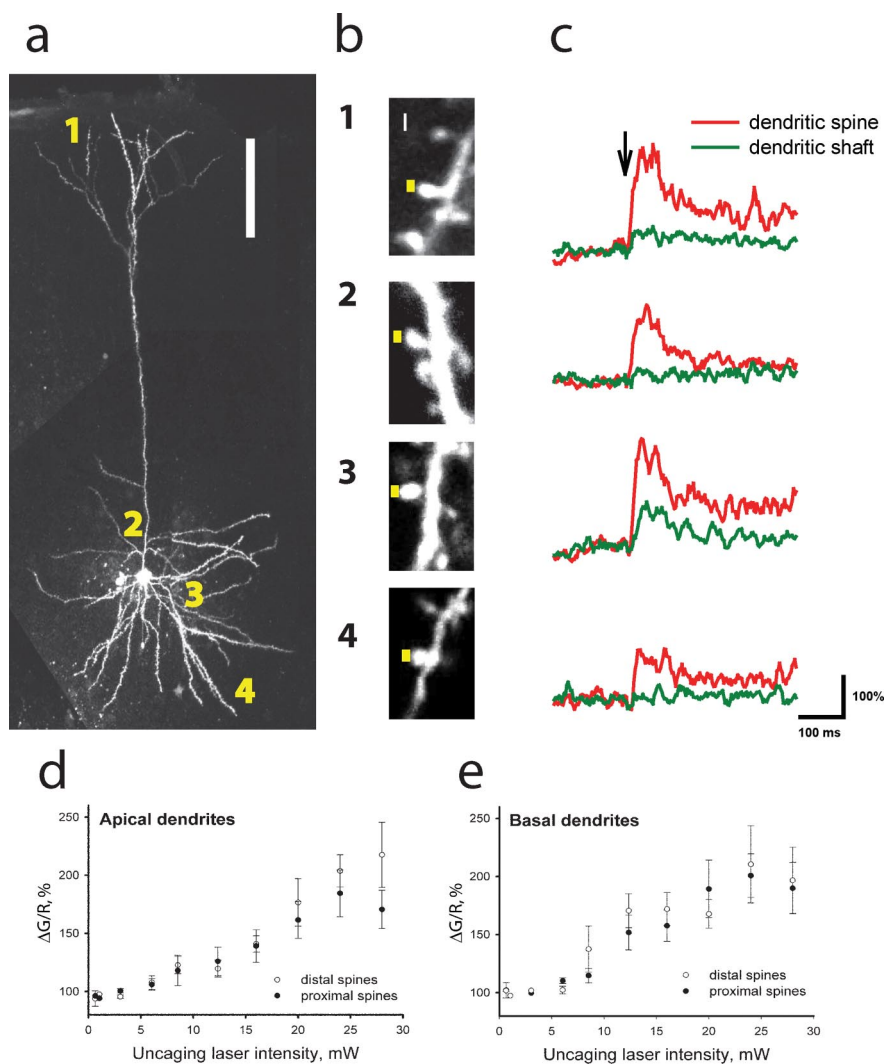 a
b
c
1
2
3
4
1
2
3
4
dendritic spine
dendritic shaft
100%
100 ms
d
e
Apical dendrites
250
200
150
100
ΔG/R, %
distal spines
proximal spines
0 5 10 15 20 25 30
Uncaging laser intensity, mW
Basal dendrites
250
200
150
100
ΔG/R, %
distal spines
proximal spines
0 5 10 15 20 25 30
Uncaging laser intensity, mW